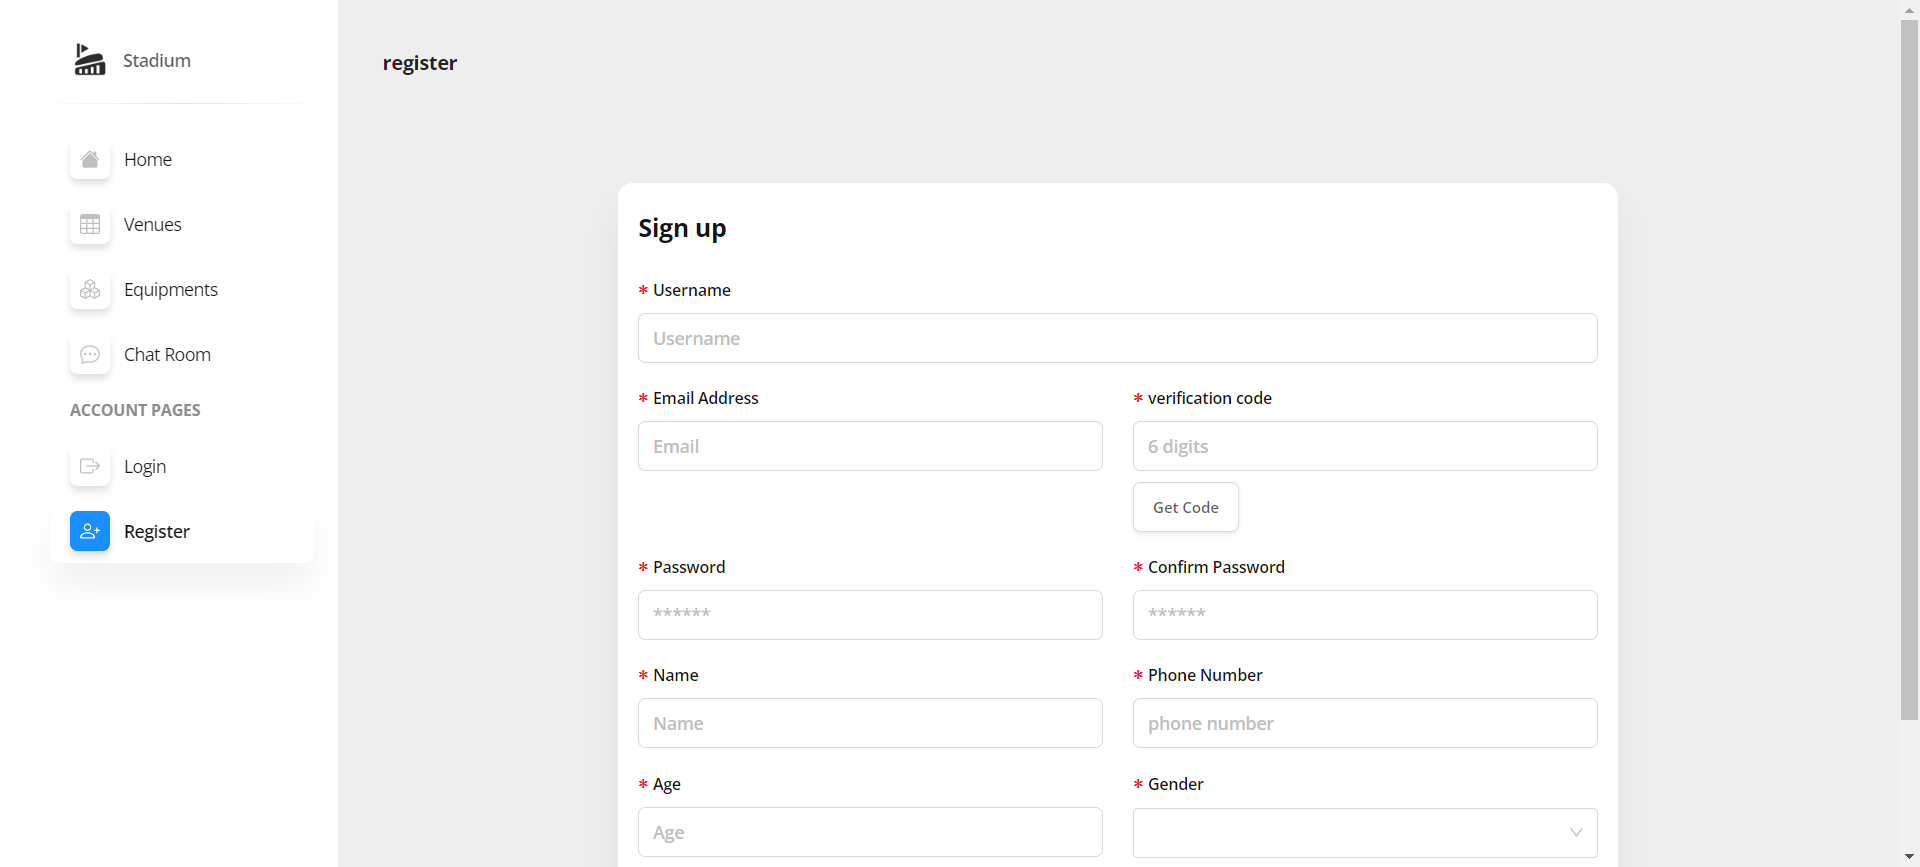 Stadium
register
Home
Venues
Equipments
Chat Room
ACCOUNT PAGES
Login
Register
Sign up
* Username
Username
* Email Address
* verification code
Email
6 digits
Get Code
* Password
* Confirm Password
******
******
* Name
* Phone Number
Name
phone number
* Age
* Gender
Age